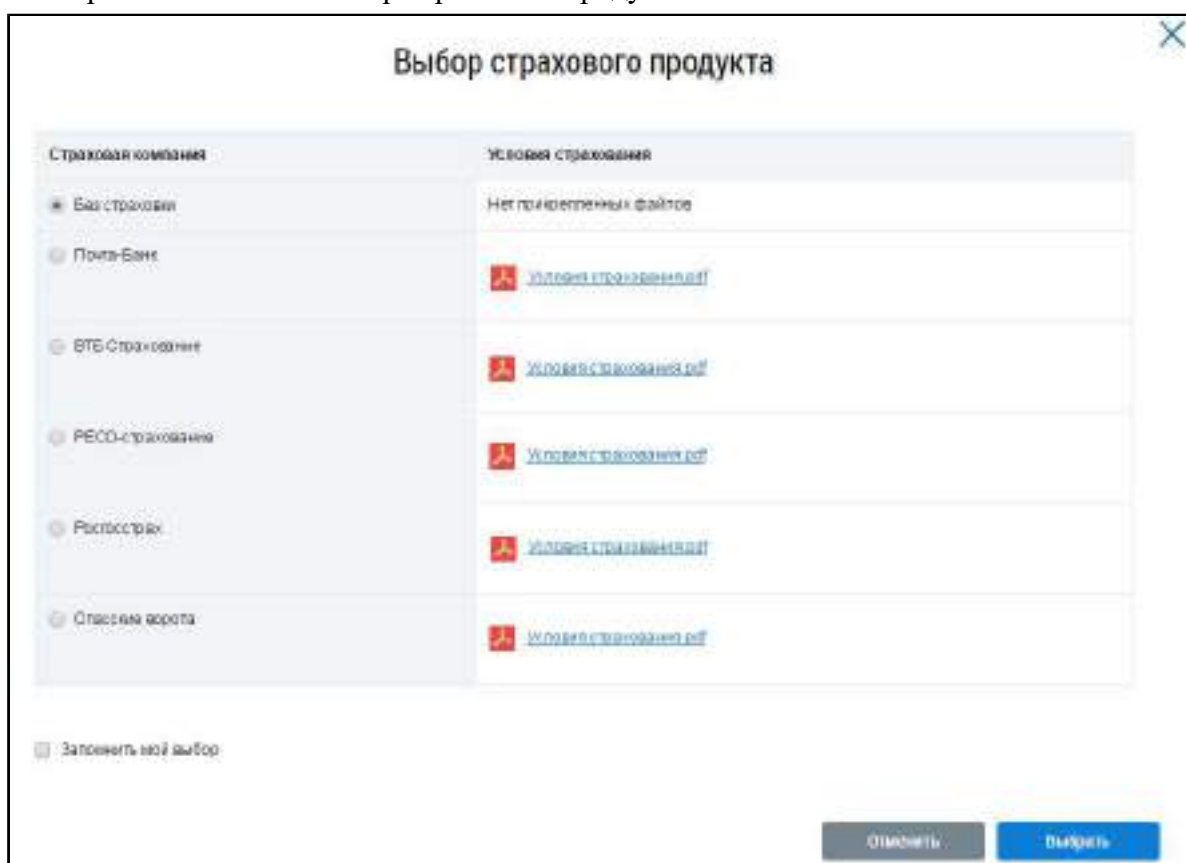 Выбор страхового продукта
Страховая компания Условия страхования
Без страховки Нет прикрепленных файлов
Почта-Банк
Условия страхования.pdf
ВТБ-Страхование
Условия страхования.pdf
РЕСО-страхование
Условия страхования.pdf
Росгосстрах
Условия страхования.pdf
Спасские ворота
Условия страхования.pdf
Запомнить мой выбор
Отменить Выбрать